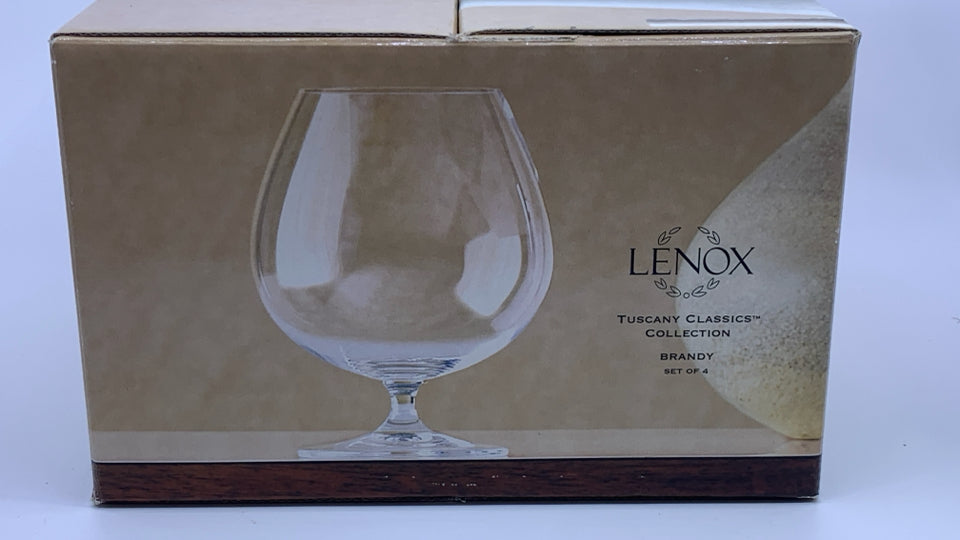 LENOX
TUSCANY CLASSICS™
COLLECTION
BRANDY
SET OF 4